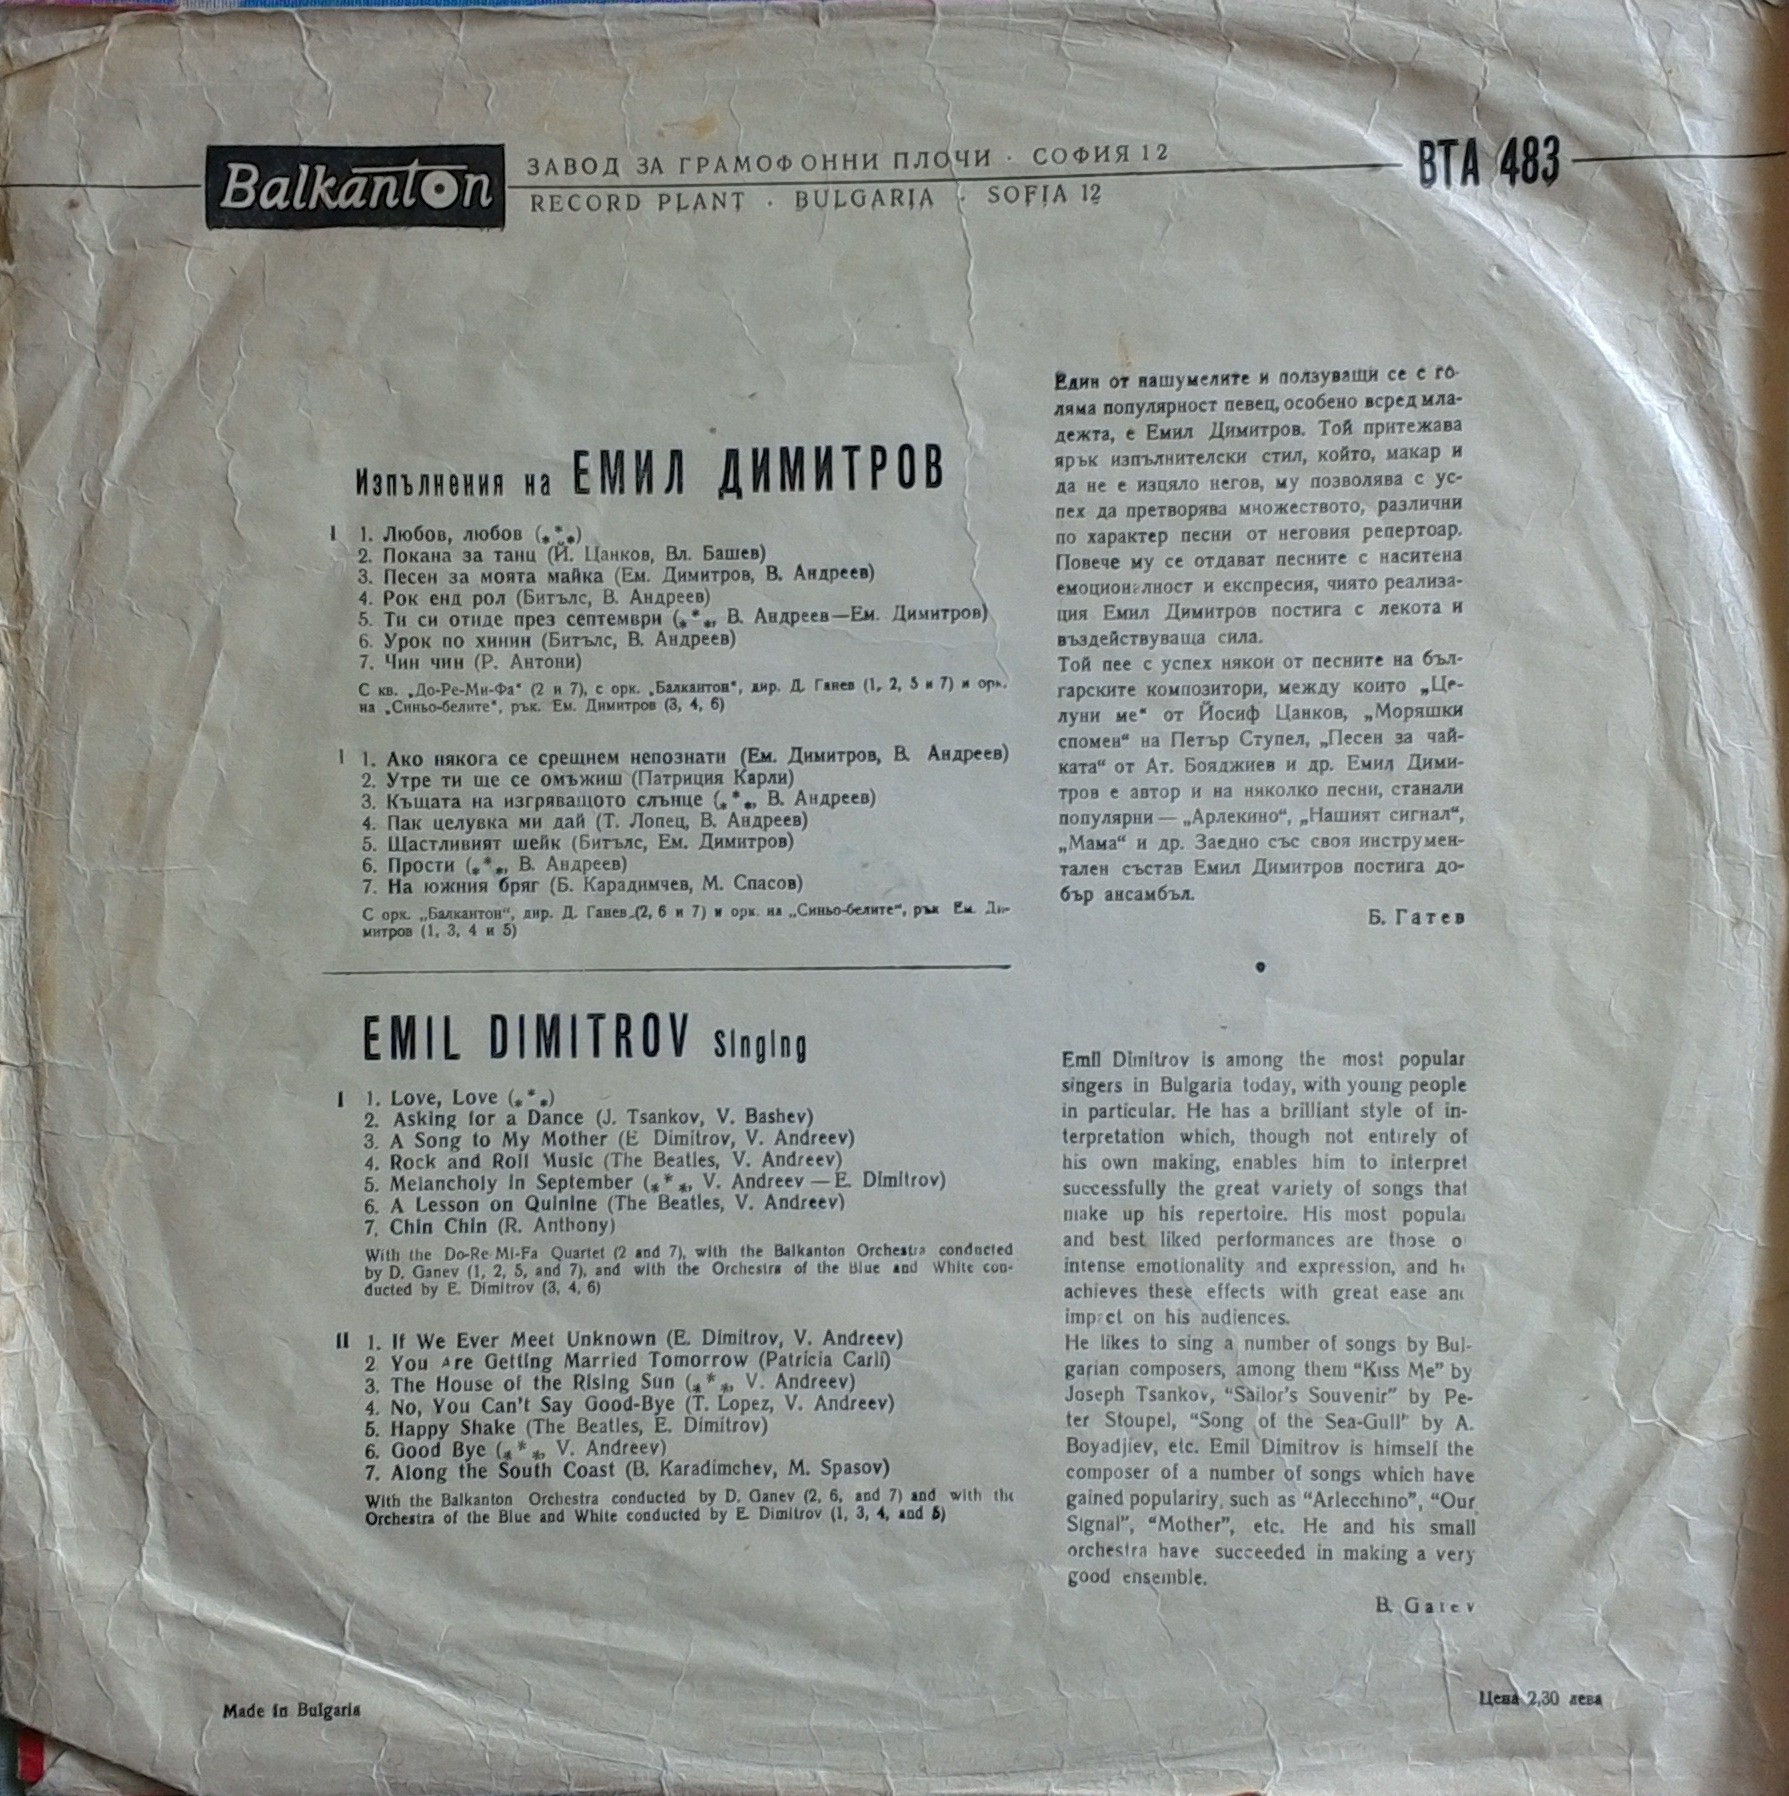 Balkanton
ЗАВОД ЗА ГРАМОФОННИ ПЛОЧИ · СОФИЯ 12
RECORD PLANT · BULGARIA · SOFIA 12
ВТА 483
Изпълнения на ЕМИЛ ДИМИТРОВ
I 1. Любов, любов (***)
2. Покана за танц (Й. Цанков, Вл. Башев)
3. Песен за моята майка (Ем. Димитров, В. Андреев)
4. Рок енд рол (Битълс, В. Андреев)
5. Ти си отиде през септември (***, В. Андреев—Ем. Димитров)
6. Урок по хинин (Битълс, В. Андреев)
7. Чин чин (Р. Антони)
С кв. „До-Ре-Ми-Фа“ (2 и 7), с орк. „Балкантон“, дир. Д. Ганев (1, 2, 5 и 7) и орк.
на „Синьо-белите“, рък. Ем. Димитров (3, 4, 6)
I 1. Ако някога се срещнем непознати (Ем. Димитров, В. Андреев)
2. Утре ти ще се омъжиш (Патриция Карли)
3. Къщата на изгряващото слънце (***, В. Андреев)
4. Пак целувка ми дай (Т. Лопец, В. Андреев)
5. Щастливият шейк (Битълс, Ем. Димитров)
6. Прости (***, В. Андреев)
7. На южния бряг (Б. Карадимчев, М. Спасов)
С орк. „Балкантон“, дир. Д. Ганев (2, 6 и 7) и орк. на „Синьо-белите“, рък Ем. Ди-
митров (1, 3, 4 и 5)
EMIL DIMITROV Singing
I 1. Love, Love (***)
2. Asking for a Dance (J. Tsankov, V. Bashev)
3. A Song to My Mother (E Dimitrov, V. Andreev)
4. Rock and Roll Music (The Beatles, V. Andreev)
5. Melancholy in September (***, V. Andreev — E. Dimitrov)
6. A Lesson on Quinine (The Beatles, V. Andreev)
7. Chin Chin (R. Anthony)
With the Do-Re-Mi-Fa Quartet (2 and 7), with the Balkanton Orchestra conducted
by D. Ganev (1, 2, 5, and 7), and with the Orchestra of the Blue and White con-
ducted by E. Dimitrov (3, 4, 6)
II 1. If We Ever Meet Unknown (E. Dimitrov, V. Andreev)
2 You Are Getting Married Tomorrow (Patricia Carli)
3. The House of the Rising Sun (***, V. Andreev)
4. No, You Can't Say Good-Bye (T. Lopez, V. Andreev)
5. Happy Shake (The Beatles, E. Dimitrov)
6. Good Bye (***, V. Andreev)
7. Along the South Coast (B. Karadimchev, M. Spasov)
With the Balkanton Orchestra conducted by D. Ganev (2, 6, and 7) and with the
Orchestra of the Blue and White conducted by E. Dimitrov (1, 3, 4, and 5)
Един от нашумелите и ползуващи се с го-
ляма популярност певец, особено всред мла-
дежта, е Емил Димитров. Той притежава
ярък изпълнителски стил, който, макар и
да не е изцяло негов, му позволява с ус-
пех да претворява множеството, различни
по характер песни от неговия репертоар.
Повече му се отдават песните с наситена
емоционалност и експресия, чиято реализа-
ция Емил Димитров постига с лекота и
въздействуваща сила.
Той пее с успех някои от песните на бъл-
гарските композитори, между които „Це-
луни ме“ от Йосиф Цанков, „Моряшки
спомен“ на Петър Ступел, „Песен за чай-
ката“ от Ат. Бояджиев и др. Емил Дими-
тров е автор и на няколко песни, станали
популярни — „Арлекино“, „Нашият сигнал“,
„Мама“ и др. Заедно със своя инструмен-
тален състав Емил Димитров постига до-
бър ансамбъл.
Б. Гатев
Emil Dimitrov is among the most popular
singers in Bulgaria today, with young people
in particular. He has a brilliant style of in-
terpretation which, though not entirely of
his own making, enables him to interpret
successfully the great variety of songs that
make up his repertoire. His most popular
and best liked performances are those of
intense emotionality and expression, and he
achieves these effects with great ease and
impact on his audiences.
He likes to sing a number of songs by Bul-
garian composers, among them “Kiss Me” by
Joseph Tsankov, “Sailor's Souvenir” by Pe-
ter Stoupel, “Song of the Sea-Gull” by A.
Boyadjiev, etc. Emil Dimitrov is himself the
composer of a number of songs which have
gained populariry, such as “Arlecchino”, “Our
Signal”, “Mother”, etc. He and his small
orchestra have succeeded in making a very
good ensemble.
B. Gatev
Made in Bulgaria
Цена 2,30 лева